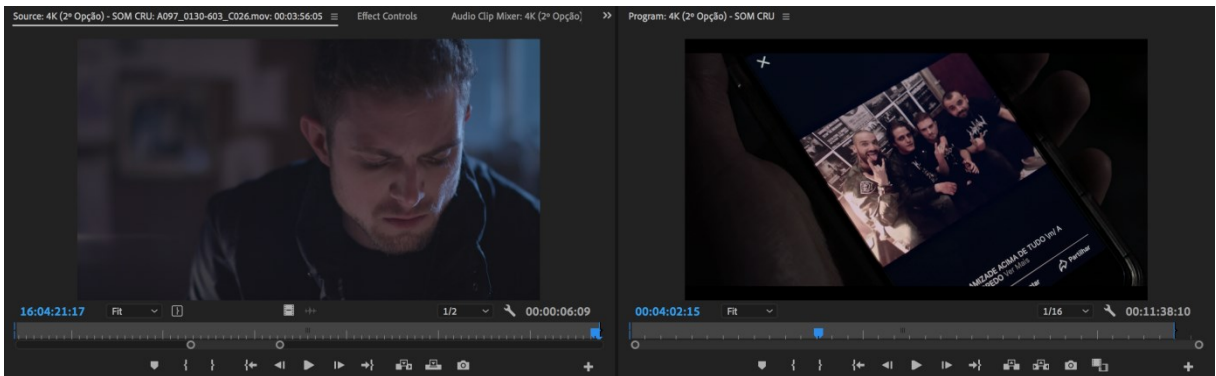 Source: 4K (2º Opção) - SOM CRU: A097_0130-603_C026.mov: 00:03:56:05
Effect Controls
Audio Clip Mixer: 4K (2º Opção)
Program: 4K (2º Opção) - SOM CRU
AMIZADE ACIMA DE TUDO \m/ A
Ver Mais
Partilhar
16:04:21:17
Fit
1/2
00:00:06:09
00:04:02:15
Fit
1/16
00:11:38:10